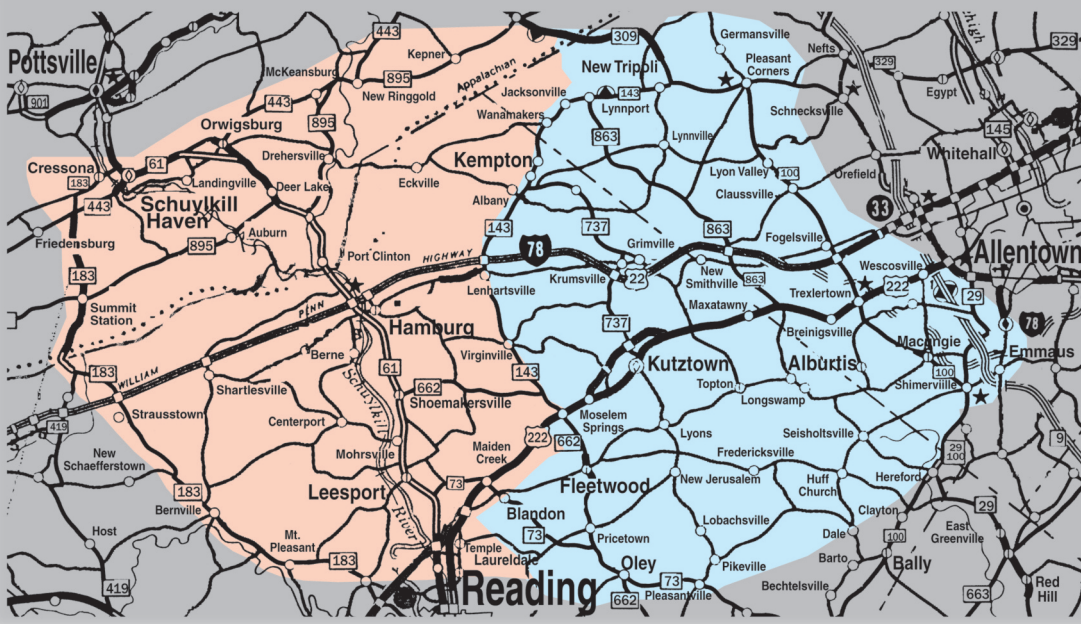 443
309
Germansville
Nefts
High
329
Pottsville
Kepner
New Tripoli
Pleasant
Corners
329
McKeansburg
895
Appalachian
901
443
New Ringgold
Jacksonville
143
Lynnport
Schnecksville
Egypt
145
Orwigsburg
895
Wanamakers
863
Lynnville
Whitehall
Cressona
61
Drehersville
Kempton
Lyon Valley
100
Orefield
183
Landingville
Deer Lake
Eckville
Claussville
443
Schuylkill
Haven
Albany
33
Friedensburg
895
Auburn
143
737
863
Fogelsville
Allentown
Port Clinton
HIGHWAY
78
Grimville
Wescosville
183
Krumsville
22
New
Smithville
863
Trexlertown
222
29
Summit
Station
PENN
Lenhartsville
Maxatawny
Hamburg
737
Breinigsville
78
Macungie
Emmaus
Berne
Virginville
Kutztown
Alburtis
183
WILLIAM
61
143
100
Shartlesville
Schuylkill
662
Topton
Shimerville
Strausstown
Shoemakersville
Longswamp
419
Centerport
Moselem
Springs
222
662
Lyons
Seisholtsville
9
New
Schaefferstown
Mohrsville
Maiden
Creek
Fredericksville
29
100
183
Leesport
73
Fleetwood
New Jerusalem
Huff
Church
Hereford
Bernville
River
Blandon
Clayton
29
Host
Mt.
Pleasant
73
Pricetown
Lobachsville
Dale
East
Greenville
183
Temple
Laureldale
100
Oley
Pikeville
Barto
Bally
419
Reading
73
Bechtelsville
Red
Hill
662
Pleasantville
663